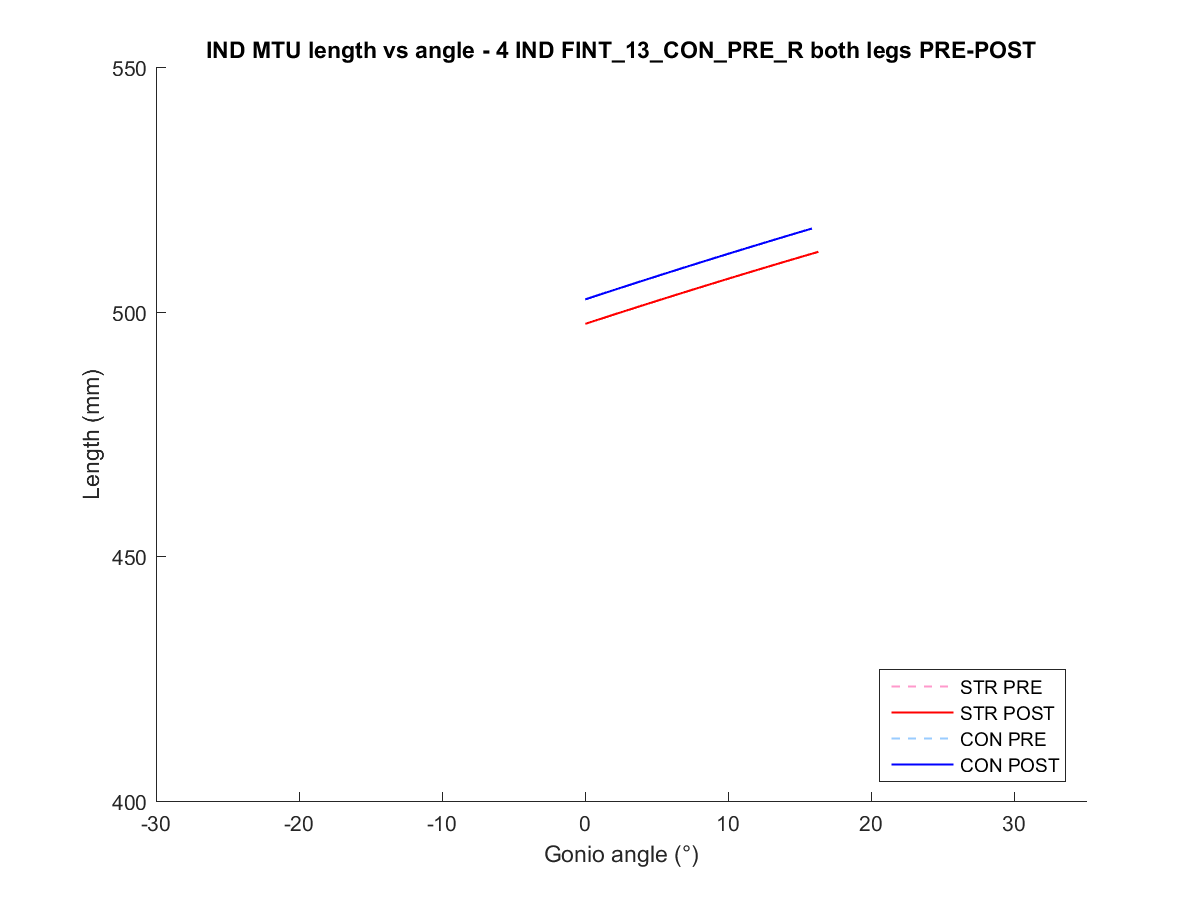 IND MTU length vs angle - 4 IND FINT_13_CON_PRE_R both legs PRE-POST
550
500
450
400
Length (mm)
-30
-20
-10
0
10
20
30
Gonio angle (°)
STR PRE
STR POST
CON PRE
CON POST